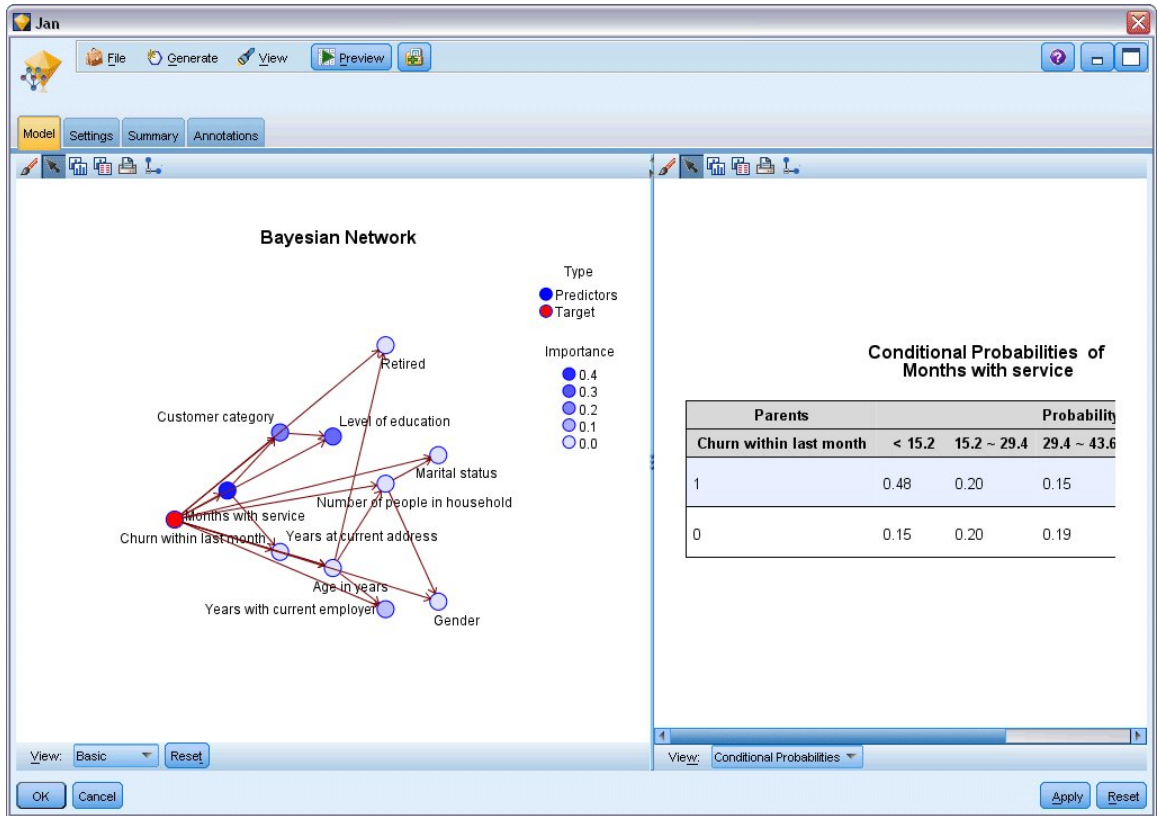 Jan
File Generate View Preview
Model Settings Summary Annotations
Bayesian Network
Type
Predictors
Target
Importance
0.4
0.3
0.2
0.1
0.0
Retired
Customer category
Level of education
Marital status
Number of people in household
Months with service
Churn within last month
Years at current address
Age in years
Years with current employer
Gender
View: Basic Reset
Conditional Probabilities of
Months with service
Parents Probability
Churn within last month < 15.2 15.2 ~ 29.4 29.4 ~ 43.6
1 0.48 0.20 0.15
0 0.15 0.20 0.19
View: Conditional Probabilities
OK Cancel Apply Reset